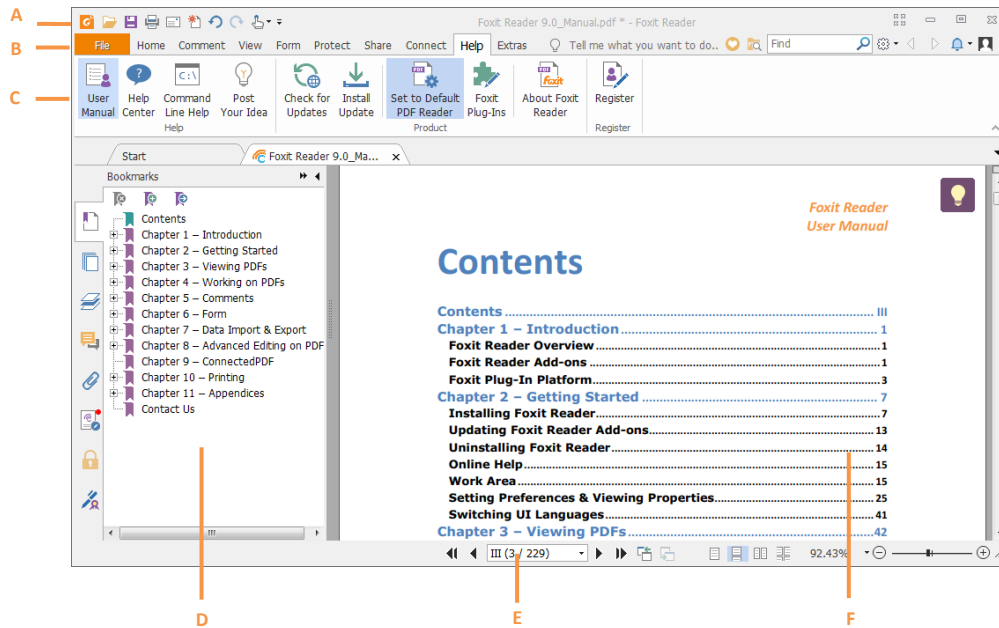 A
Foxit Reader 9.0_Manual.pdf * - Foxit Reader
B
File Home Comment View Form Protect Share Connect Help Extras Tell me what you want to do.. Find
C
C:\
PDF
PDF
foxit
User Manual
Help Center
Command Line Help
Post Your Idea
Help
Check for Updates
Install Update
Set to Default PDF Reader
Foxit Plug-Ins
About Foxit Reader
Product
Register
Register
Start
Foxit Reader 9.0_Ma... x
Bookmarks
Contents
Chapter 1 – Introduction
Chapter 2 – Getting Started
Chapter 3 – Viewing PDFs
Chapter 4 – Working on PDFs
Chapter 5 – Comments
Chapter 6 – Form
Chapter 7 – Data Import & Export
Chapter 8 – Advanced Editing on PDF
Chapter 9 – ConnectedPDF
Chapter 10 – Printing
Chapter 11 – Appendices
Contact Us
Foxit Reader
User Manual
Contents
Contents ........ III
Chapter 1 – Introduction ........ 1
Foxit Reader Overview ........ 1
Foxit Reader Add-ons ........ 1
Foxit Plug-In Platform ........ 3
Chapter 2 – Getting Started ........ 7
Installing Foxit Reader ........ 7
Updating Foxit Reader Add-ons ........ 13
Uninstalling Foxit Reader ........ 14
Online Help ........ 15
Work Area ........ 15
Setting Preferences & Viewing Properties ........ 25
Switching UI Languages ........ 41
Chapter 3 – Viewing PDFs ........ 42
III (3 / 229)
92.43%
D
E
F